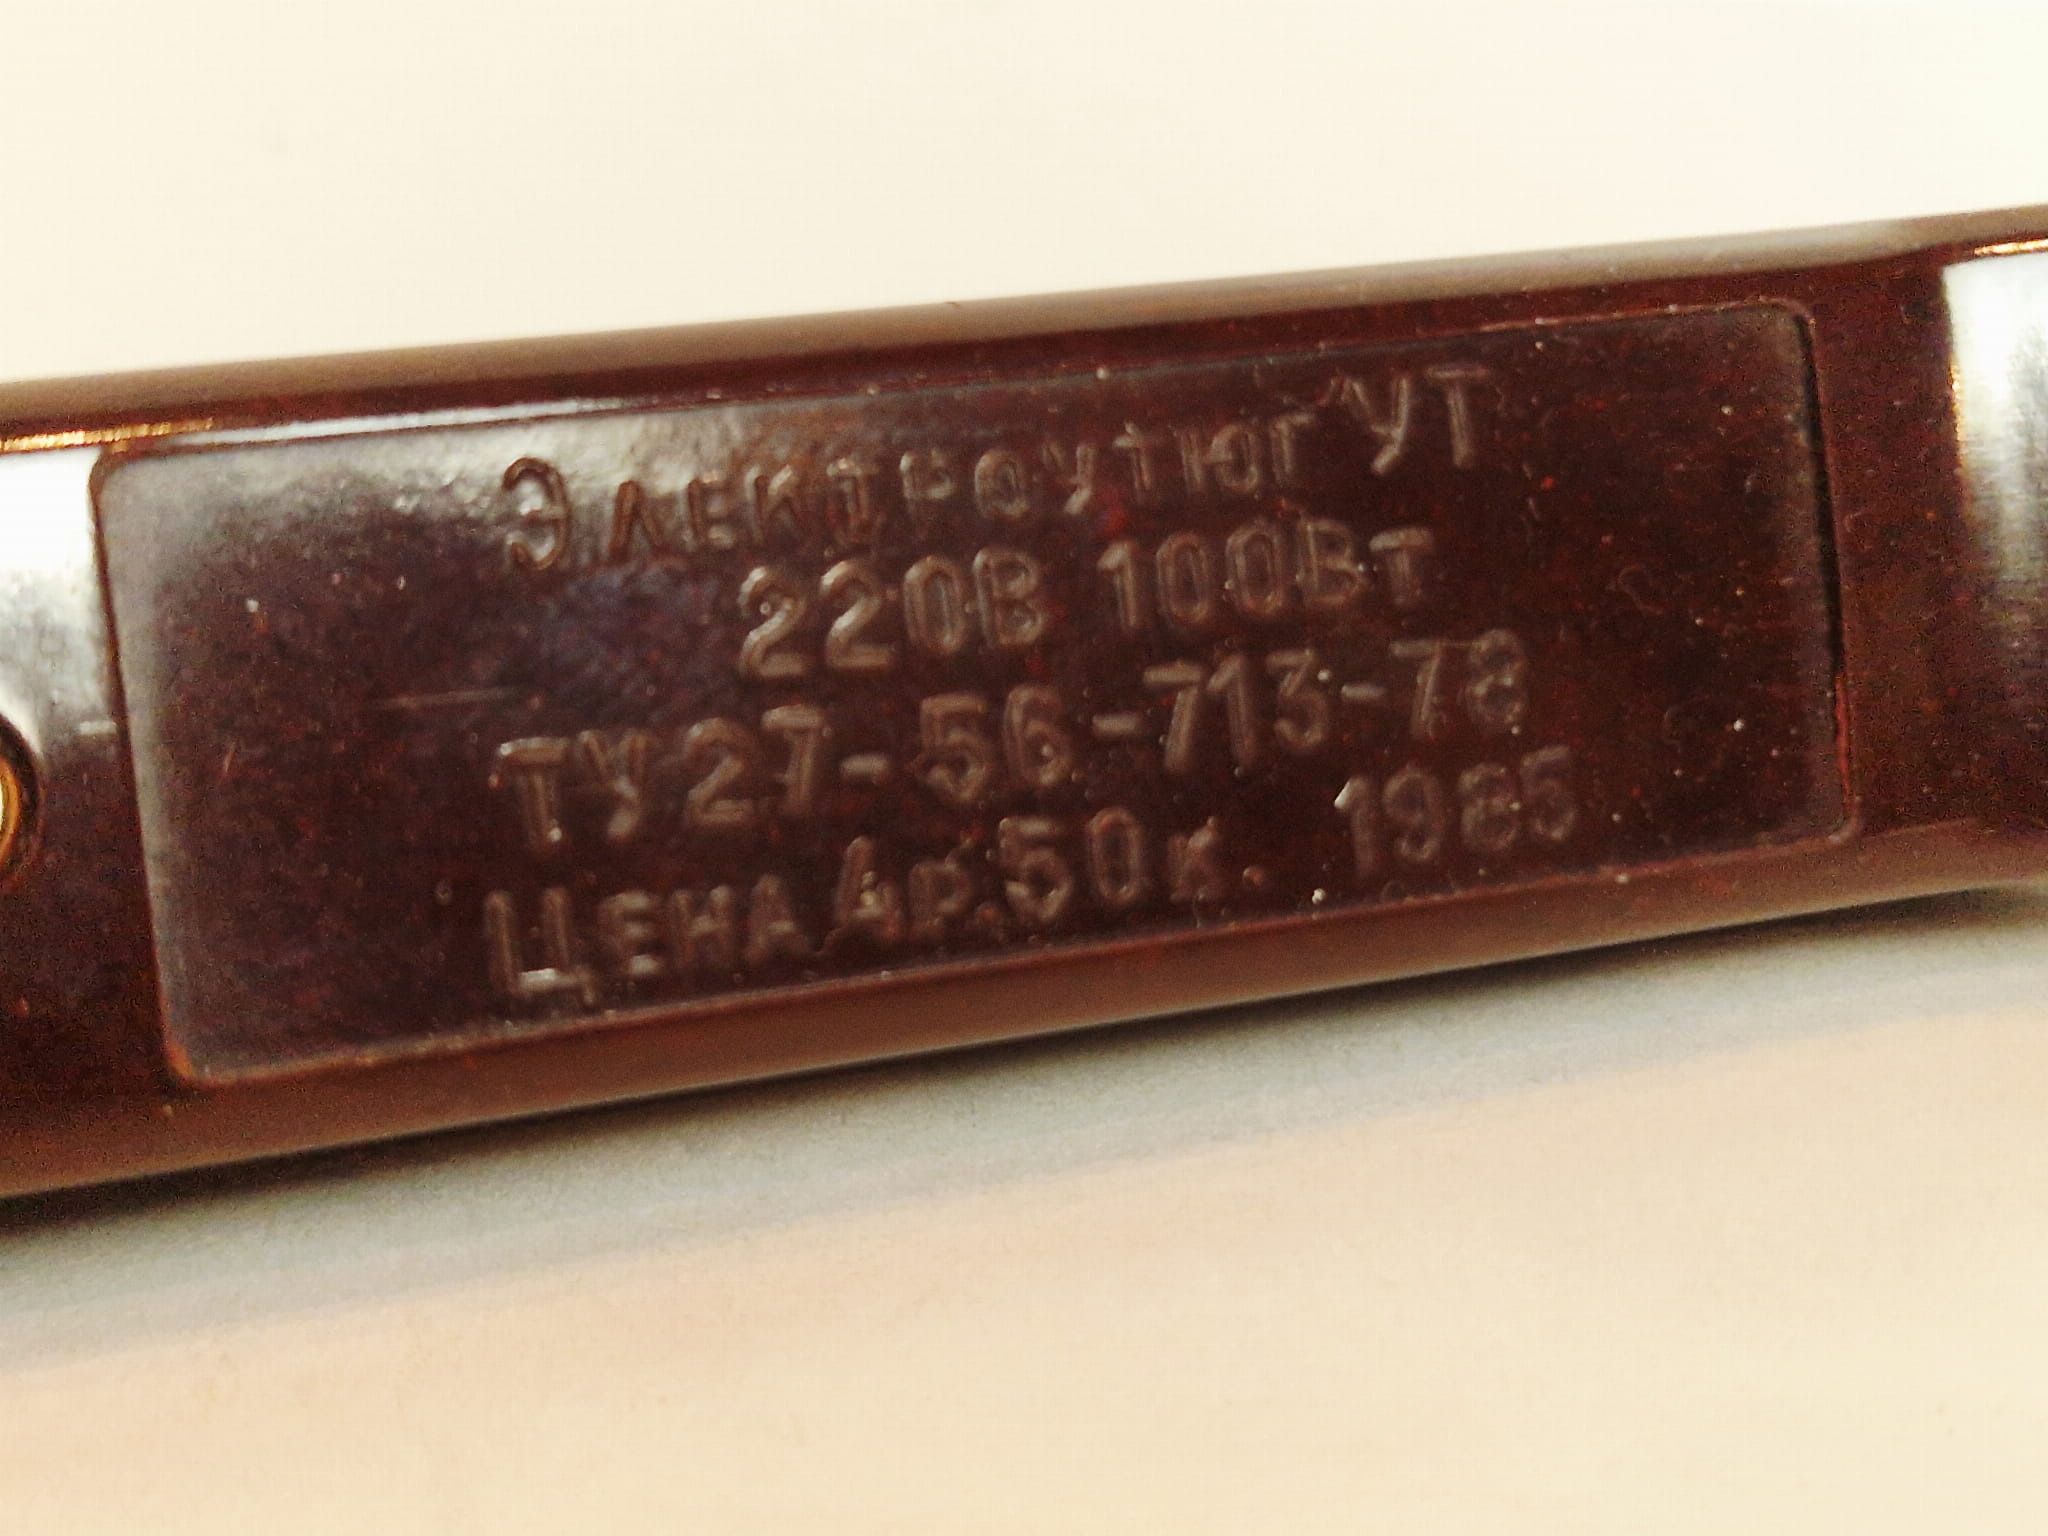 Электроутюг УТ
220В 100Вт
ТУ27-56-713-78
Цена 4р.50к. 1985